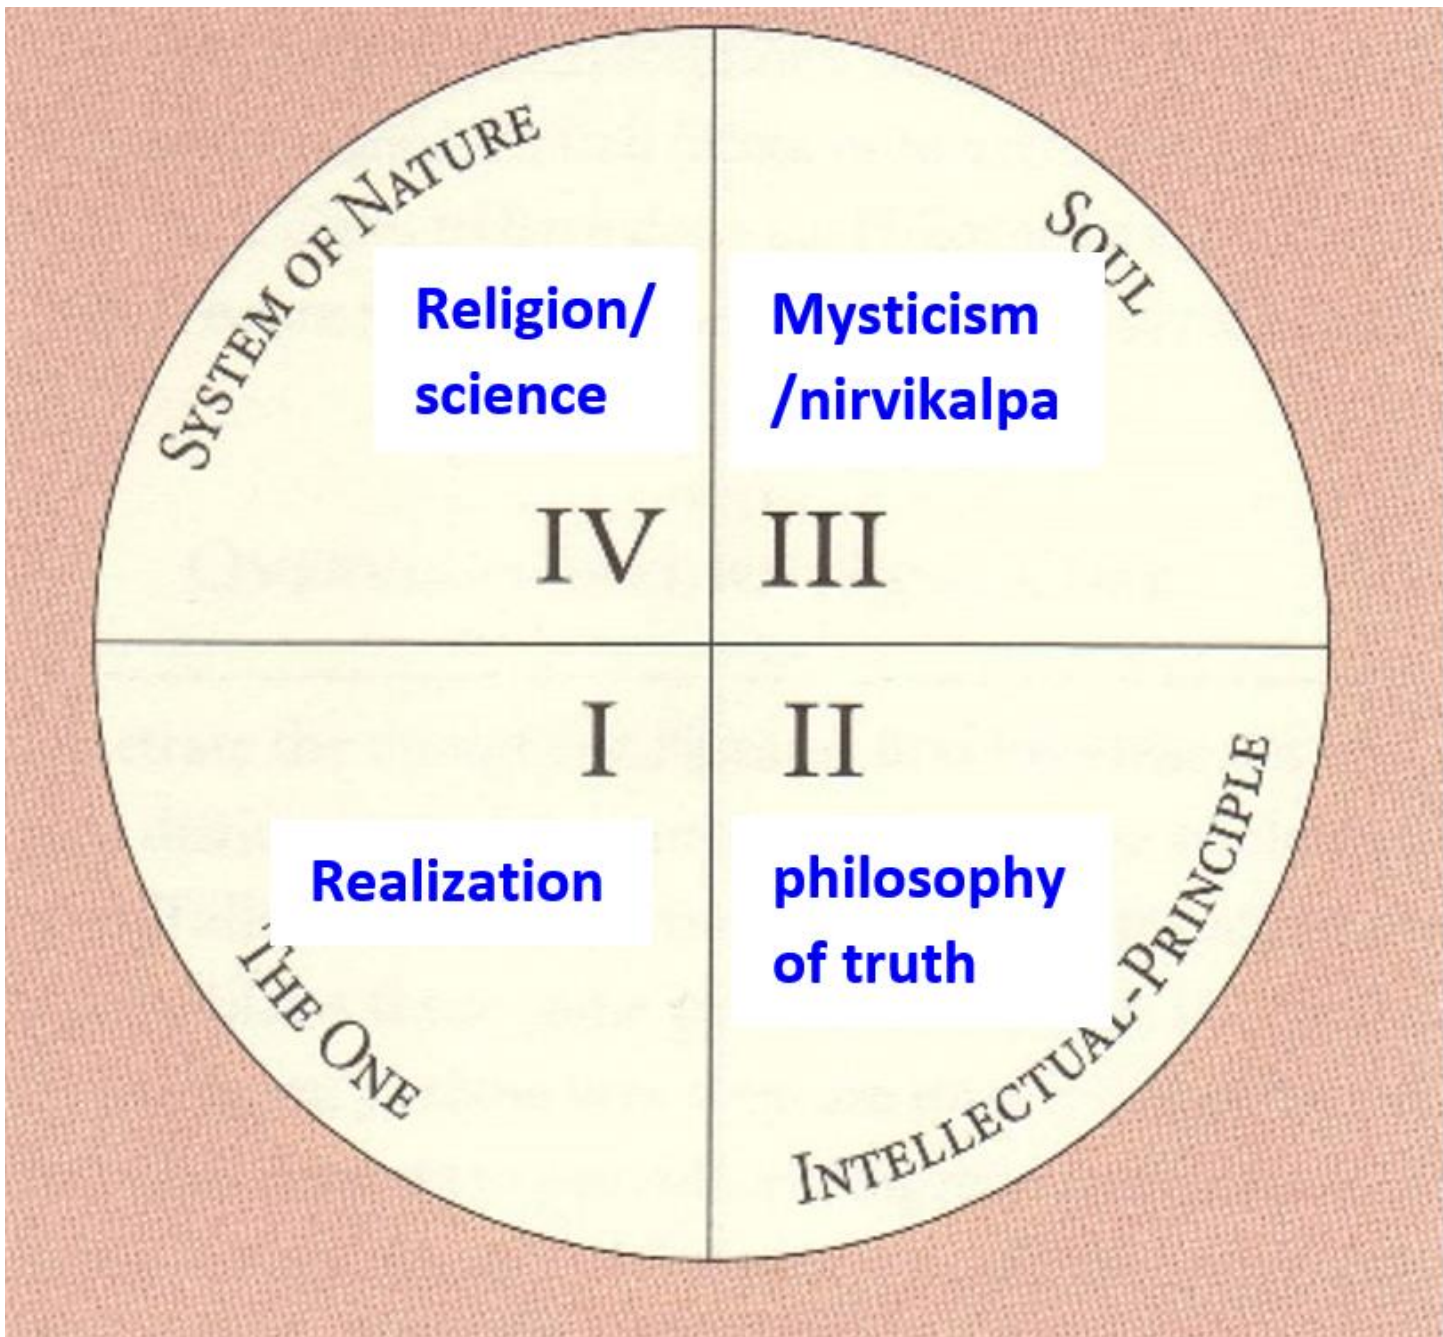 SYSTEM OF NATURE
SOUL
Religion/
science
Mysticism
/nirvikalpa
IV
III
I
II
Realization
philosophy
of truth
THE ONE
INTELLECTUAL-PRINCIPLE